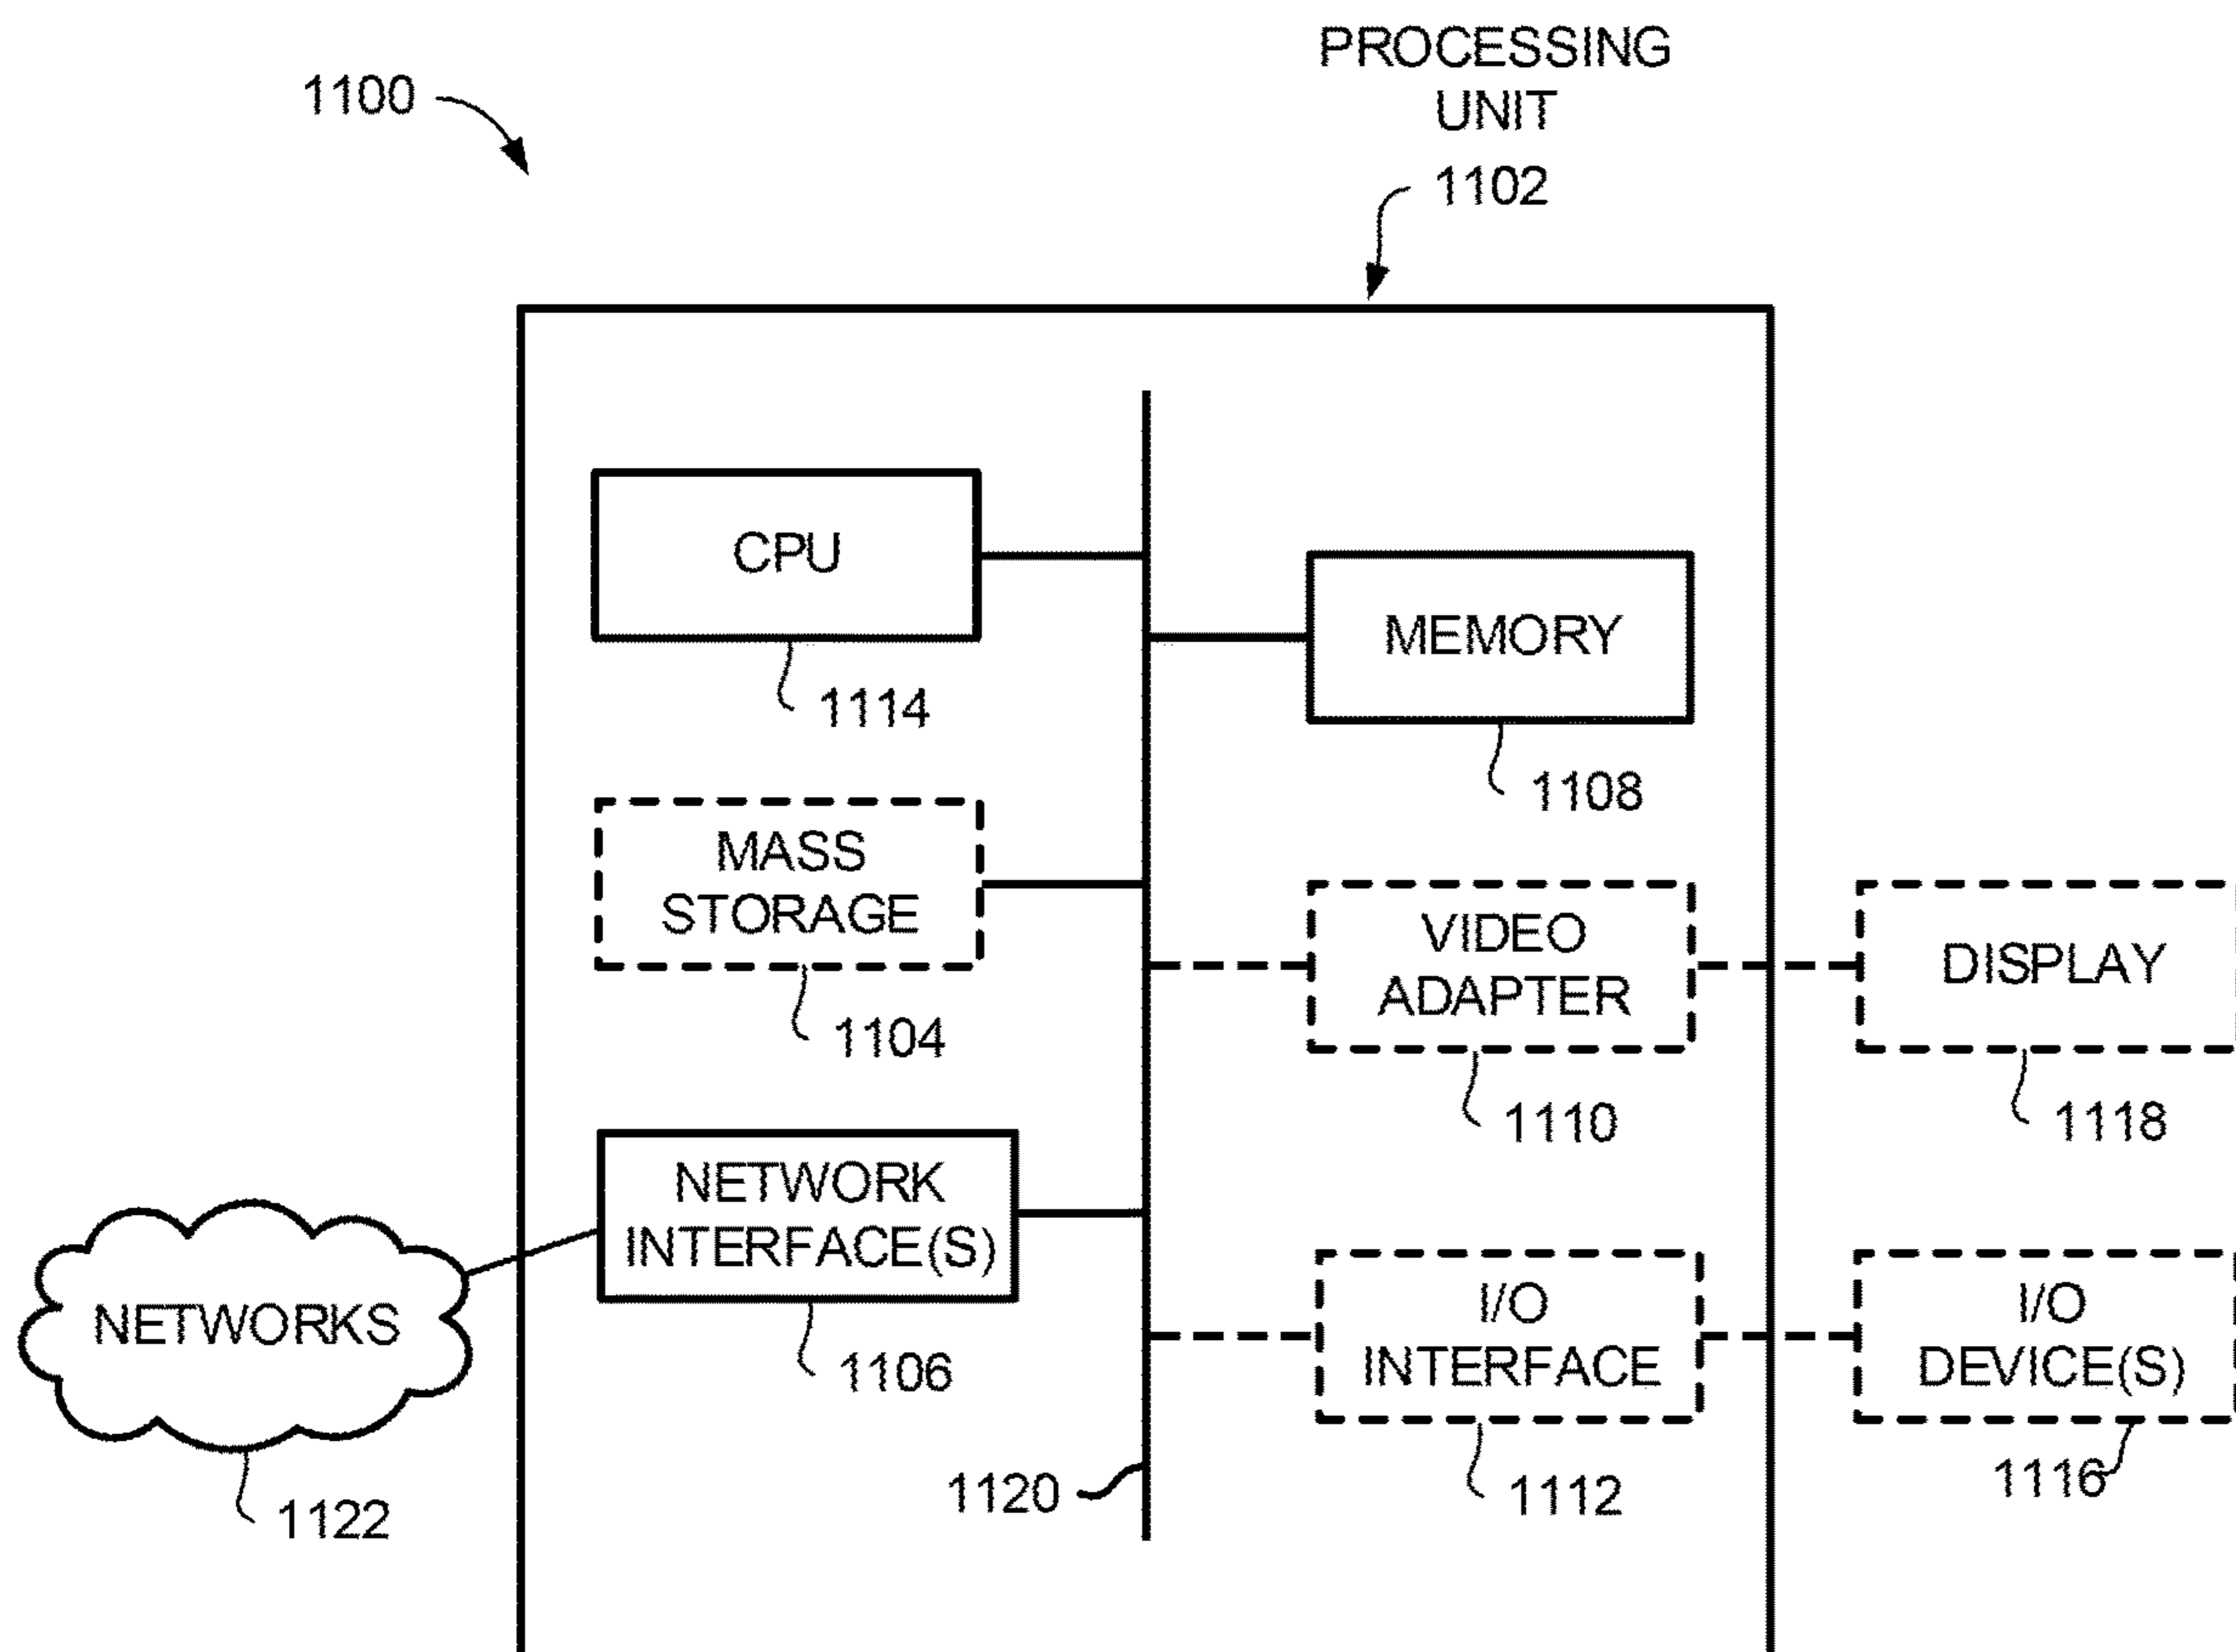 PROCESSING
UNIT
1100
1102
CPU
1114
MEMORY
1108
MASS
STORAGE
1104
VIDEO
ADAPTER
1110
DISPLAY
1118
NETWORK
INTERFACE(S)
1106
NETWORKS
1122
I/O
INTERFACE
1112
I/O
DEVICE(S)
1116
1120